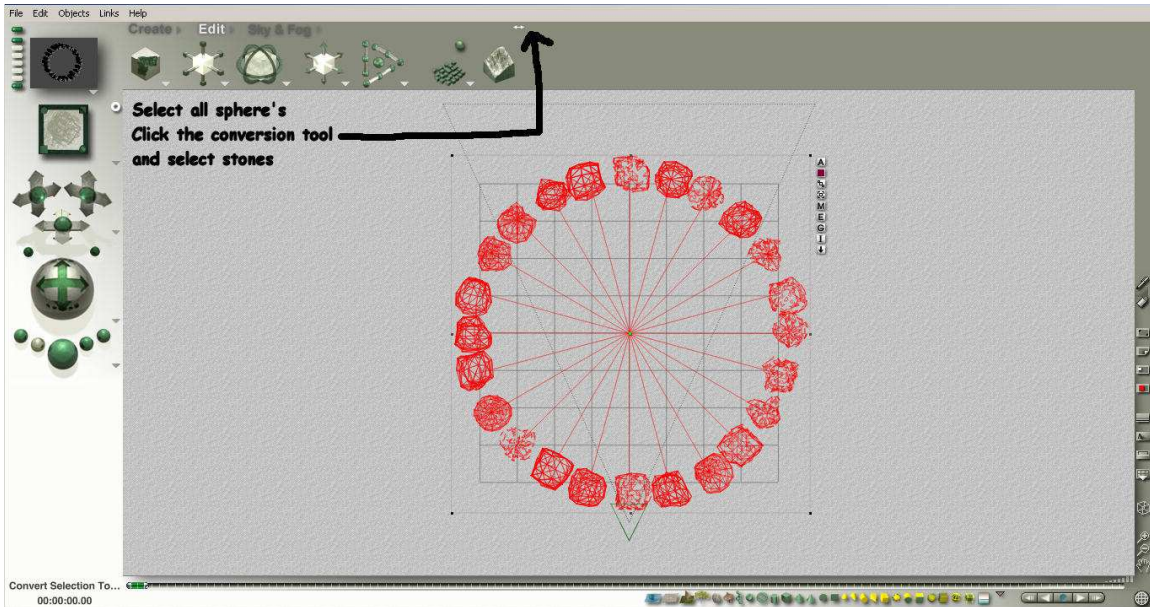 File Edit Objects Links Help
Create Edit Sky & Fog
Select all sphere's
Click the conversion tool
and select stones
A
M
E
G
I
A
Convert Selection To...
00:00:00.00